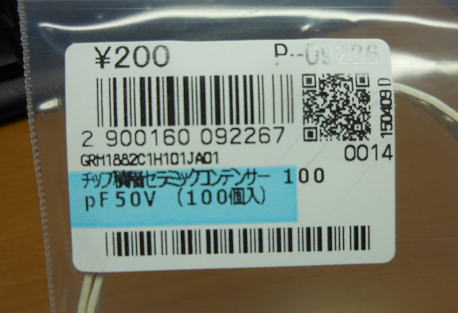 ¥200 P-09226
2 900160 092267
150409D
GRM1882C1H101JA01
0014
チップ積層セラミックコンデンサー 100
pF50V (100個入)